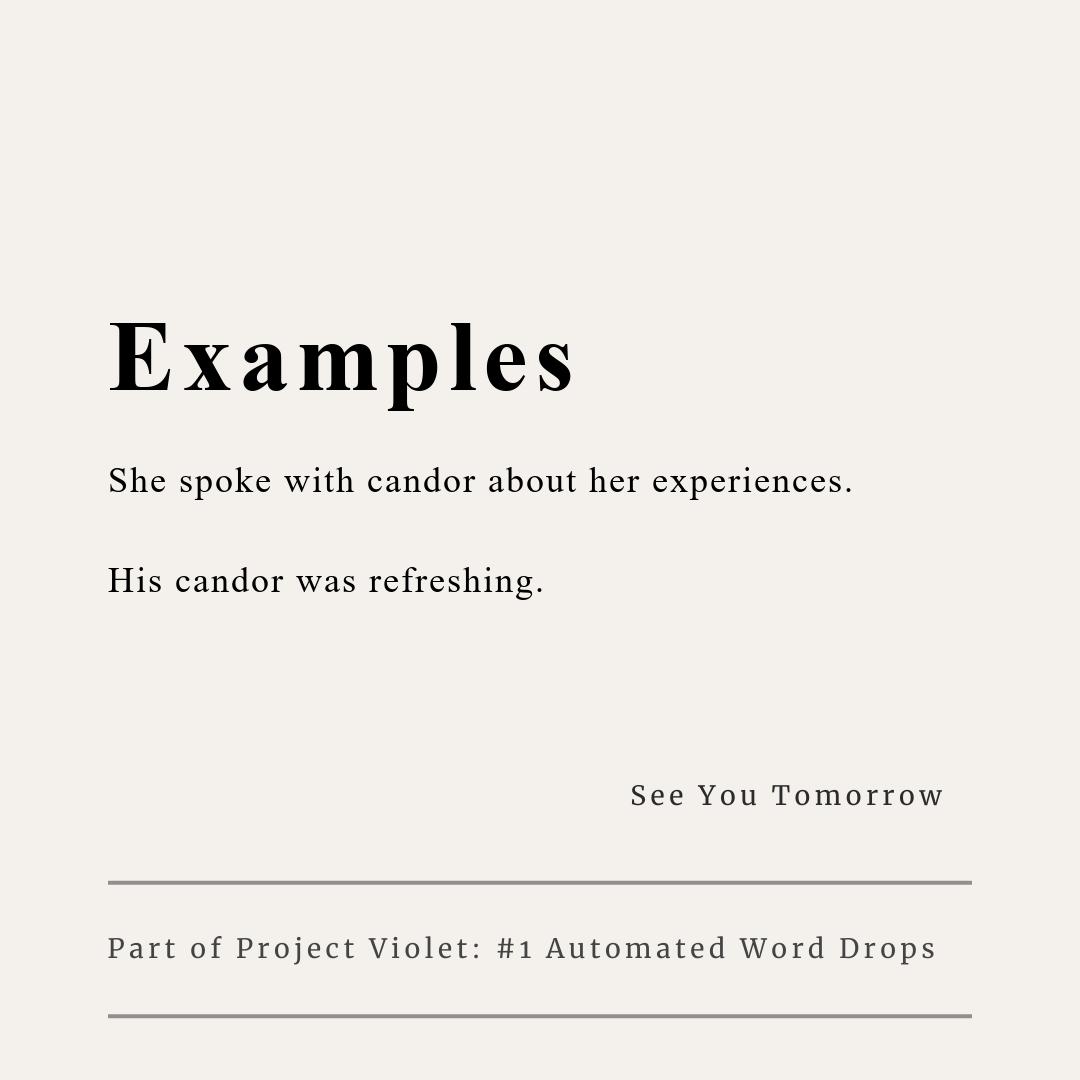 Examples
She spoke with candor about her experiences.
His candor was refreshing.
See You Tomorrow
Part of Project Violet: #1 Automated Word Drops